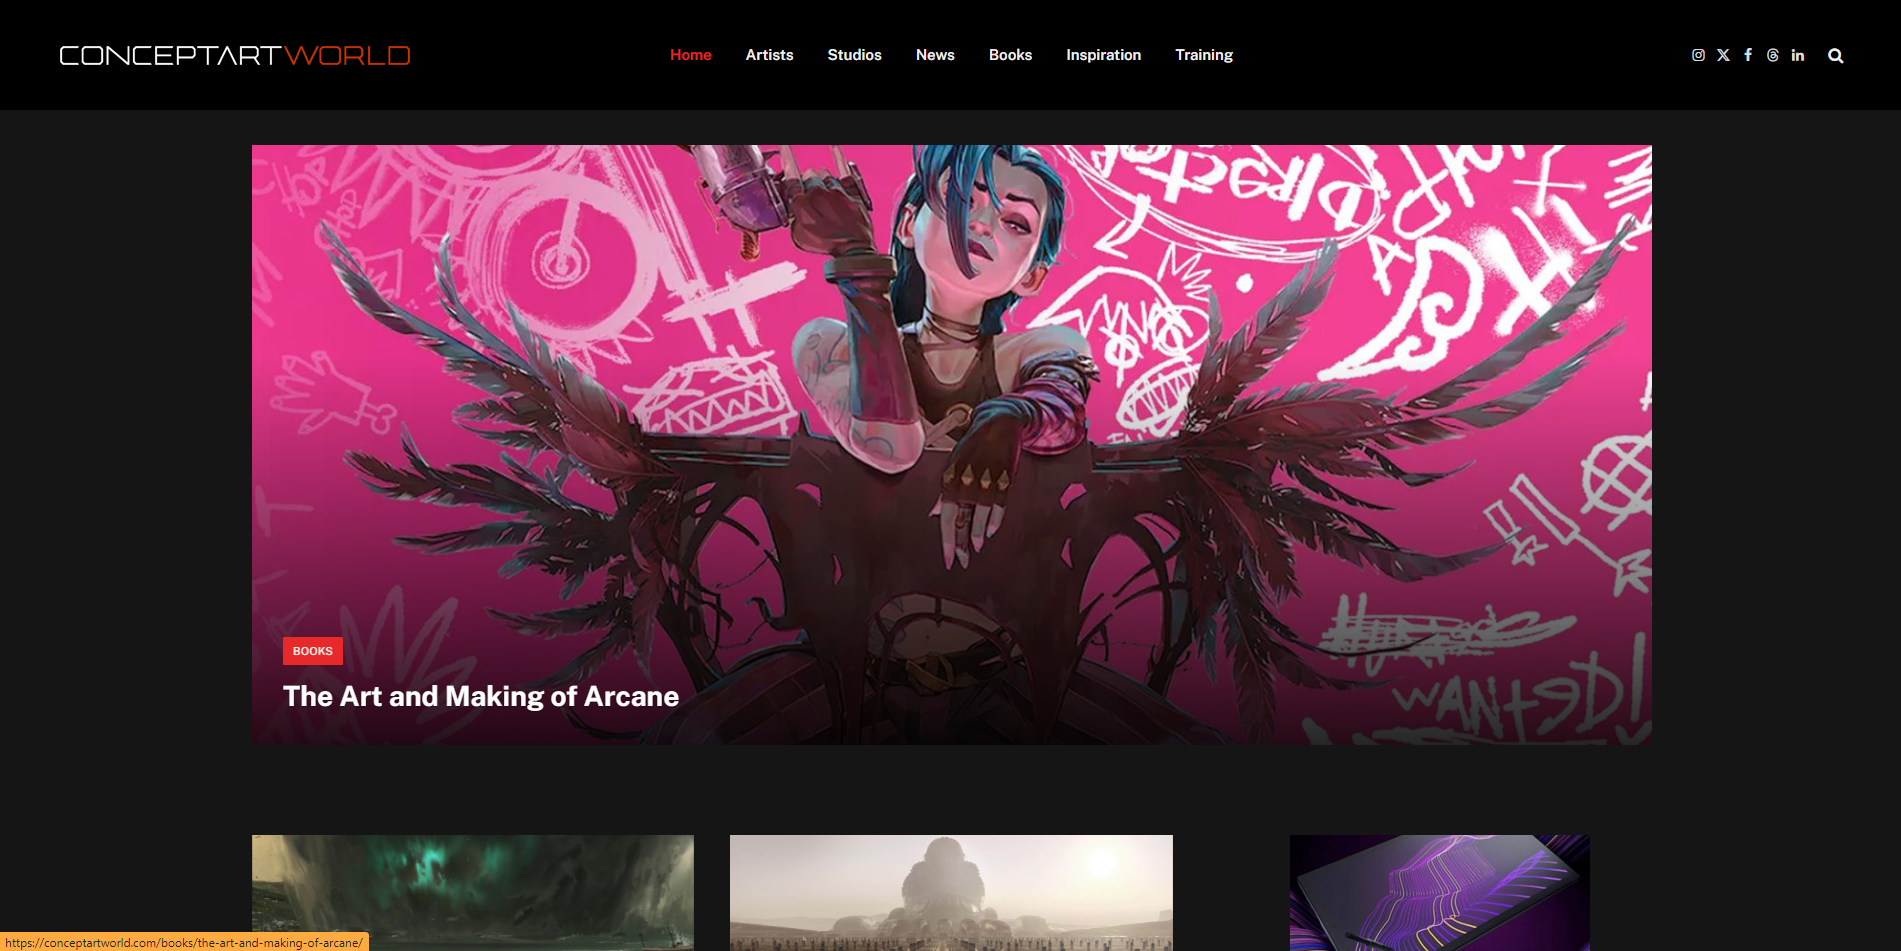 CONCEPTARTWORLD
Home Artists Studios News Books Inspiration Training
BOOKS
The Art and Making of Arcane
WANTED!
https://conceptartworld.com/books/the-art-and-making-of-arcane/